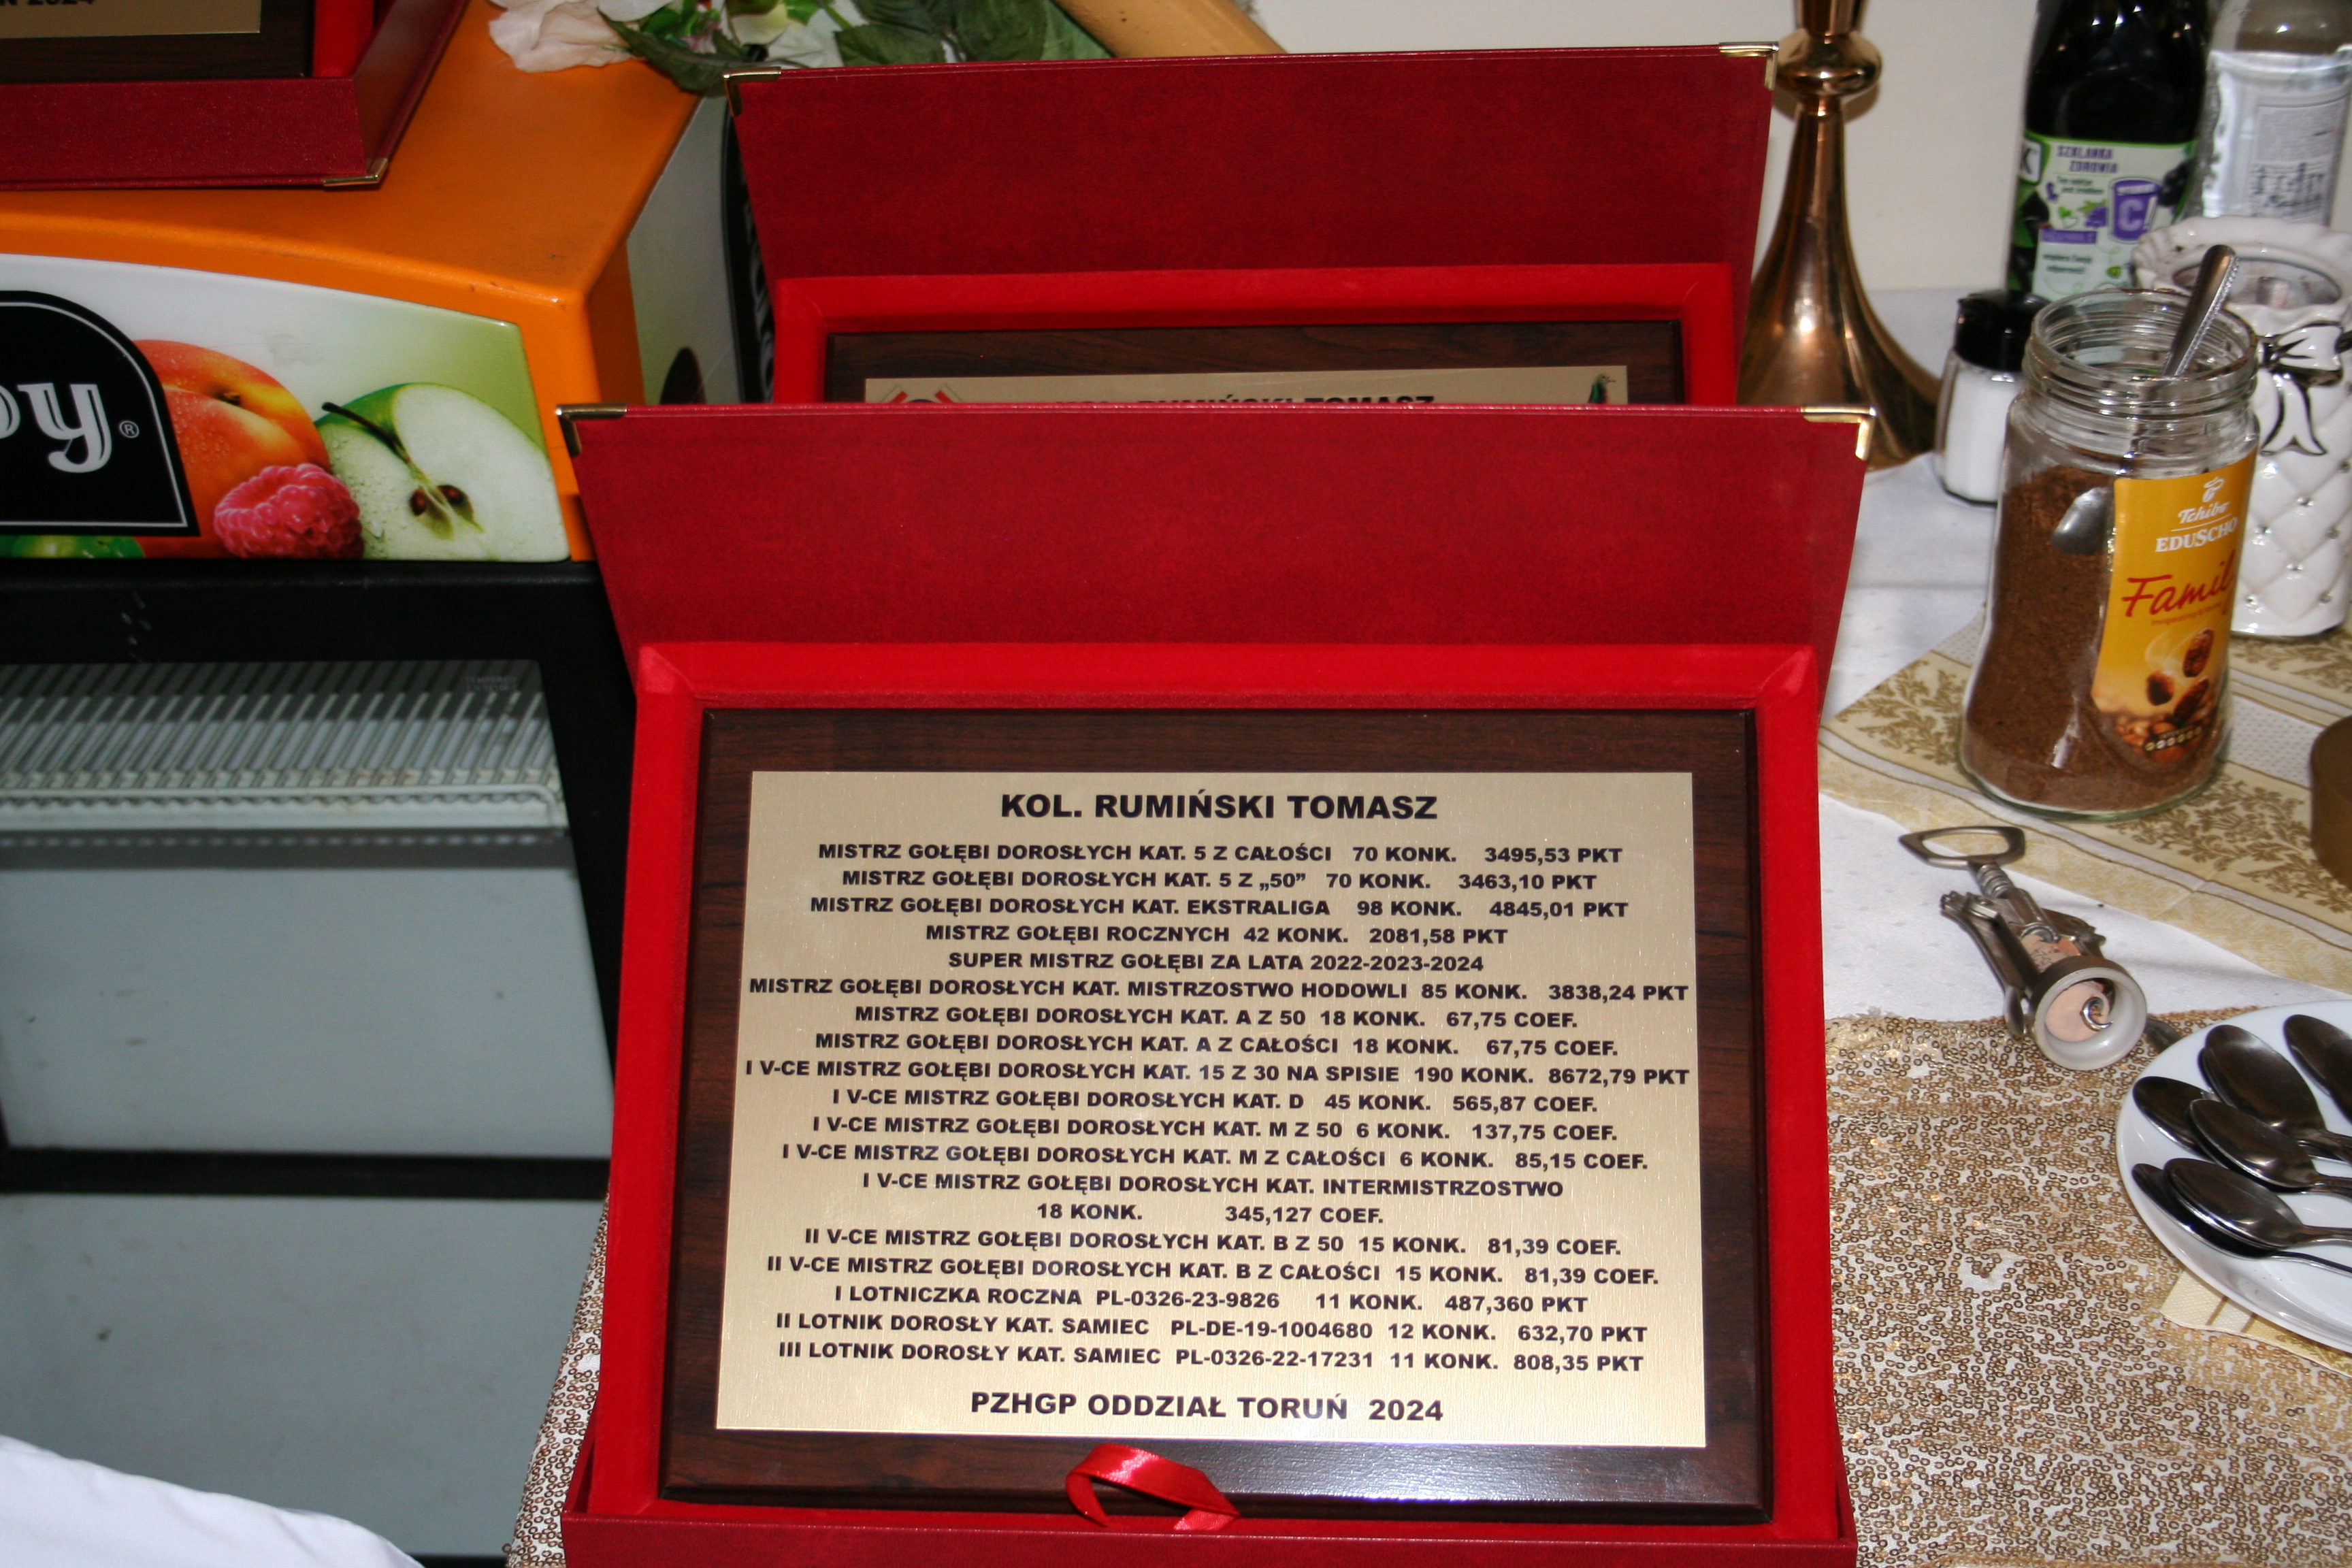 2024
py®
SZKLANKA
ZDROWIA
C
KOL. RUMIŃSKI TOMASZ
Tchibo
EDUSCHO
Family
KOL. RUMIŃSKI TOMASZ
MISTRZ GOŁĘBI DOROSŁYCH KAT. 5 Z CAŁOŚCI 70 KONK. 3495,53 PKT
MISTRZ GOŁĘBI DOROSŁYCH KAT. 5 Z „50” 70 KONK. 3463,10 PKT
MISTRZ GOŁĘBI DOROSŁYCH KAT. EKSTRALIGA 98 KONK. 4845,01 PKT
MISTRZ GOŁĘBI ROCZNYCH 42 KONK. 2081,58 PKT
SUPER MISTRZ GOŁĘBI ZA LATA 2022-2023-2024
MISTRZ GOŁĘBI DOROSŁYCH KAT. MISTRZOSTWO HODOWLI 85 KONK. 3838,24 PKT
MISTRZ GOŁĘBI DOROSŁYCH KAT. A Z 50 18 KONK. 67,75 COEF.
MISTRZ GOŁĘBI DOROSŁYCH KAT. A Z CAŁOŚCI 18 KONK. 67,75 COEF.
I V-CE MISTRZ GOŁĘBI DOROSŁYCH KAT. 15 Z 30 NA SPISIE 190 KONK. 8672,79 PKT
I V-CE MISTRZ GOŁĘBI DOROSŁYCH KAT. D 45 KONK. 565,87 COEF.
I V-CE MISTRZ GOŁĘBI DOROSŁYCH KAT. M Z 50 6 KONK. 137,75 COEF.
I V-CE MISTRZ GOŁĘBI DOROSŁYCH KAT. M Z CAŁOŚCI 6 KONK. 85,15 COEF.
I V-CE MISTRZ GOŁĘBI DOROSŁYCH KAT. INTERMISTRZOSTWO
18 KONK. 345,127 COEF.
II V-CE MISTRZ GOŁĘBI DOROSŁYCH KAT. B Z 50 15 KONK. 81,39 COEF.
II V-CE MISTRZ GOŁĘBI DOROSŁYCH KAT. B Z CAŁOŚCI 15 KONK. 81,39 COEF.
I LOTNICZKA ROCZNA PL-0326-23-9826 11 KONK. 487,360 PKT
II LOTNIK DOROSŁY KAT. SAMIEC PL-DE-19-1004680 12 KONK. 632,70 PKT
III LOTNIK DOROSŁY KAT. SAMIEC PL-0326-22-17231 11 KONK. 808,35 PKT
PZHGP ODDZIAŁ TORUŃ 2024